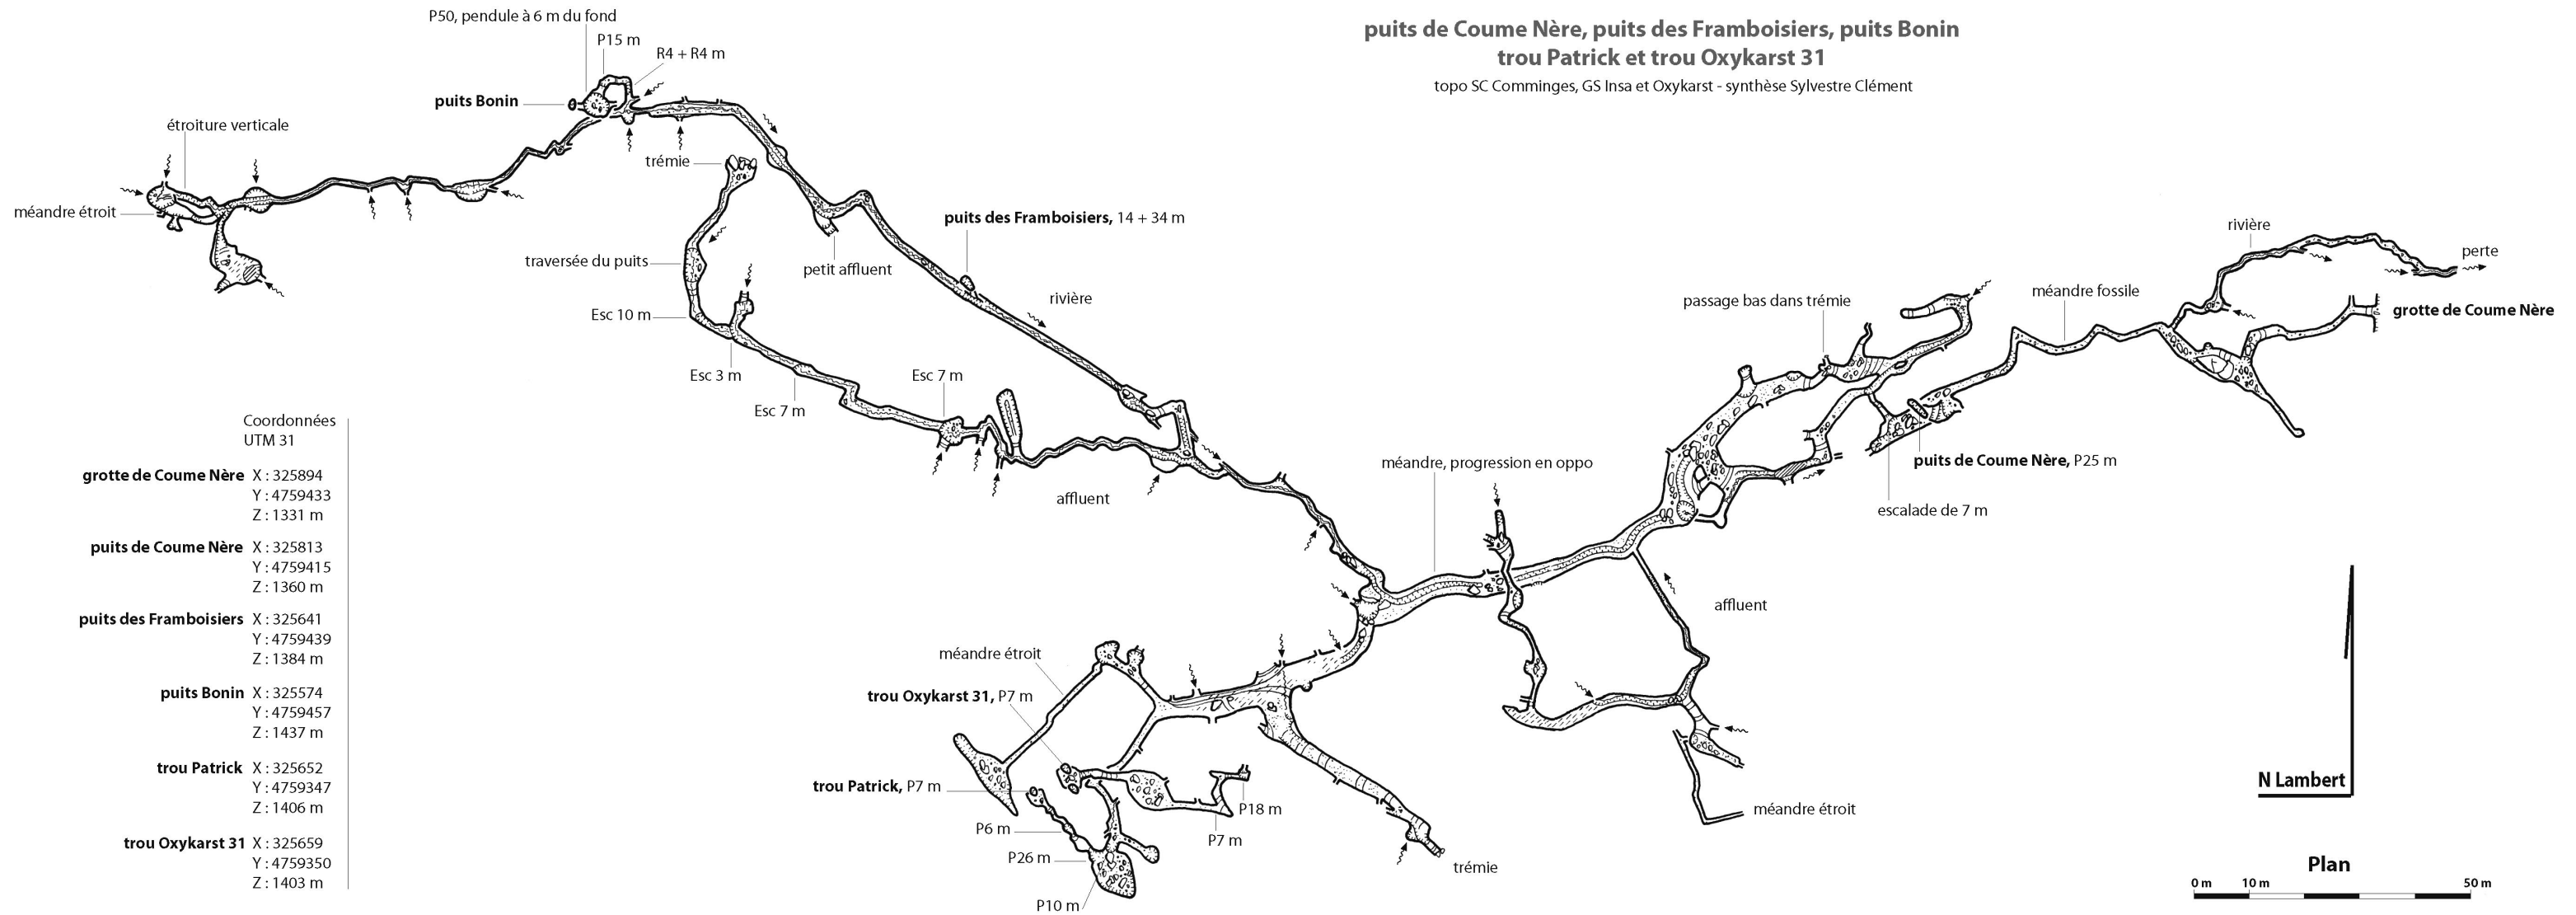 puits de Coume Nère, puits des Framboisiers, puits Bonin
trou Patrick et trou Oxykarst 31
topo SC Comminges, GS Insa et Oxykarst - synthèse Sylvestre Clément
P50, pendule à 6 m du fond
P15 m
R4 + R4 m
puits Bonin
étroiture verticale
méandre étroit
trémie
traversée du puits
petit affluent
puits des Framboisiers, 14 + 34 m
rivière
Esc 10 m
Esc 3 m
Esc 7 m
Esc 7 m
affluent
rivière
perte
méandre fossile
passage bas dans trémie
grotte de Coume Nère
puits de Coume Nère, P25 m
escalade de 7 m
méandre, progression en oppo
affluent
méandre étroit
trou Oxykarst 31, P7 m
trou Patrick, P7 m
P18 m
P7 m
P6 m
P26 m
P10 m
trémie
méandre étroit
Coordonnées
UTM 31
grotte de Coume Nère X : 325894
Y : 4759433
Z : 1331 m
puits de Coume Nère X : 325813
Y : 4759415
Z : 1360 m
puits des Framboisiers X : 325641
Y : 4759439
Z : 1384 m
puits Bonin X : 325574
Y : 4759457
Z : 1437 m
trou Patrick X : 325652
Y : 4759347
Z : 1406 m
trou Oxykarst 31 X : 325659
Y : 4759350
Z : 1403 m
N Lambert
Plan
0 m 10 m 50 m